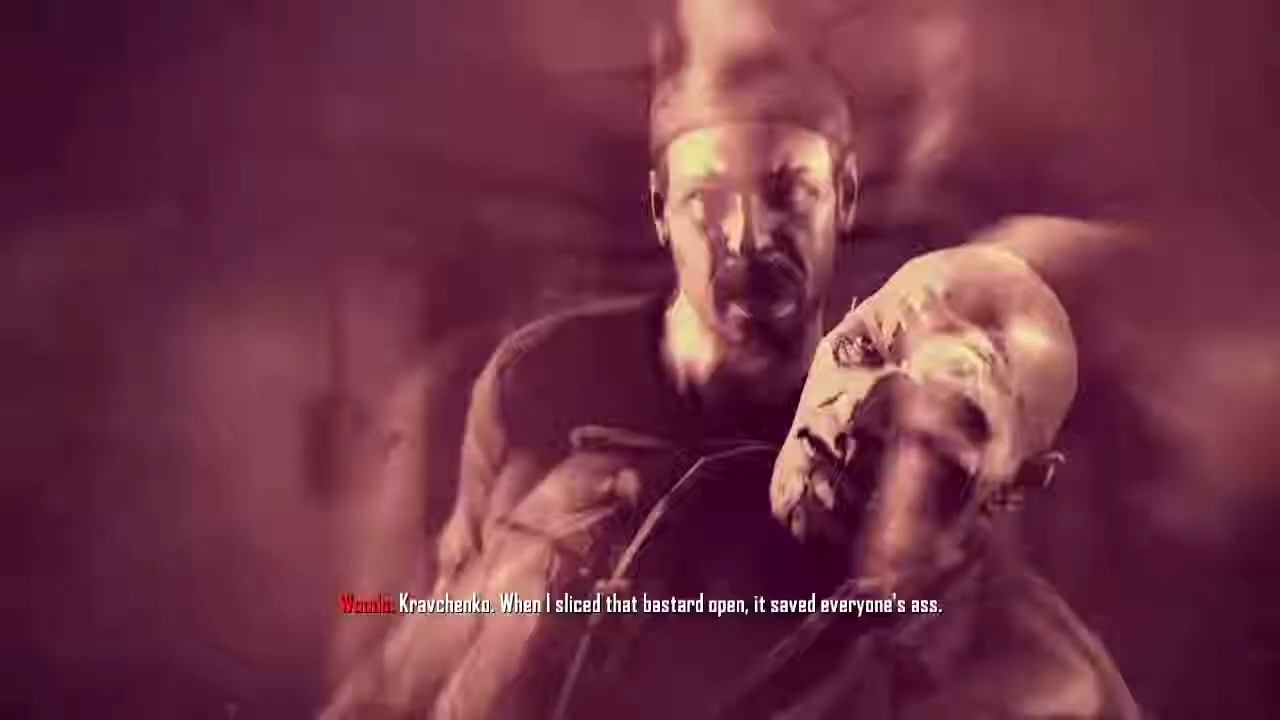 Woods: Kravchenko. When I sliced that bastard open, it saved everyone's ass.